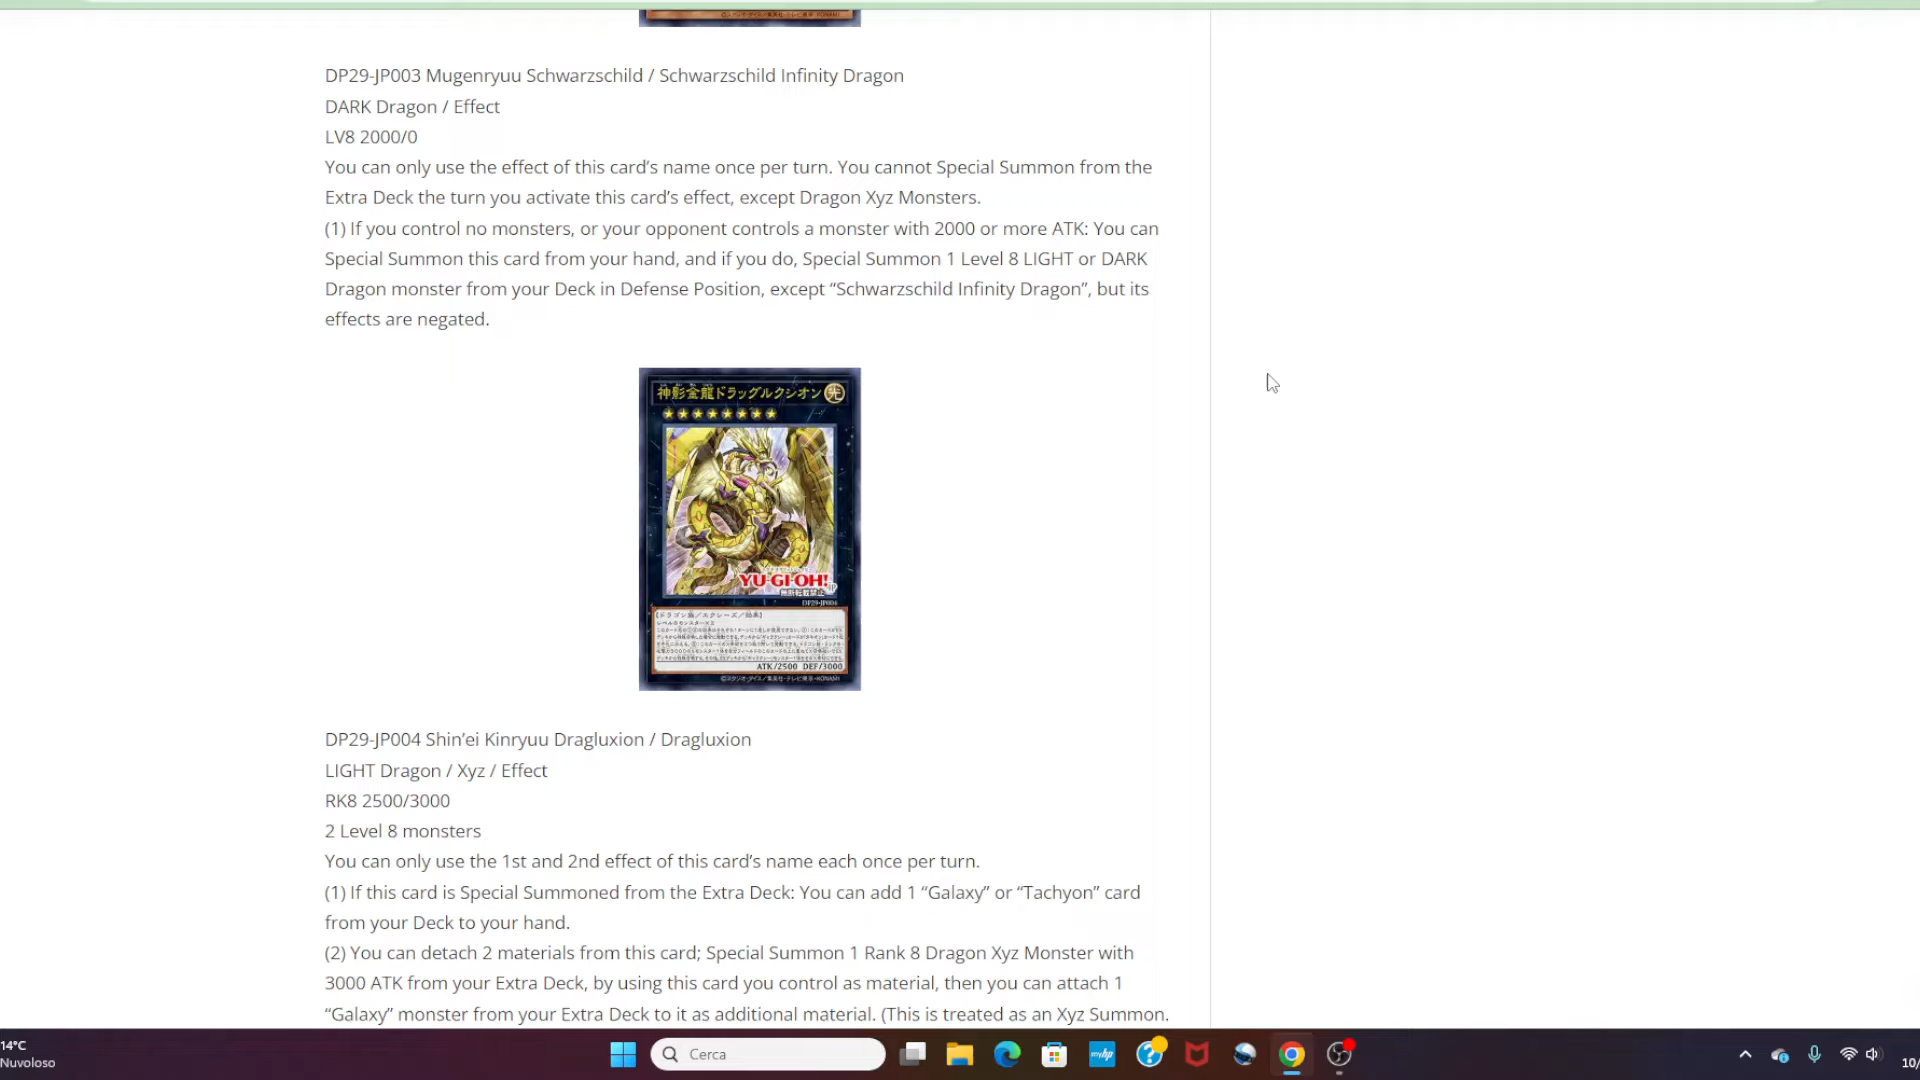 DP29-JP003 Mugenryuu Schwarzschild / Schwarzschild Infinity Dragon
DARK Dragon / Effect
LV8 2000/0
You can only use the effect of this card’s name once per turn. You cannot Special Summon from the
Extra Deck the turn you activate this card’s effect, except Dragon Xyz Monsters.
(1) If you control no monsters, or your opponent controls a monster with 2000 or more ATK: You can
Special Summon this card from your hand, and if you do, Special Summon 1 Level 8 LIGHT or DARK
Dragon monster from your Deck in Defense Position, except “Schwarzschild Infinity Dragon”, but its
effects are negated.
神影金龍ドラッグルクシオン 光
YU-GI-OH!
無断転載禁止
DP29-JP004
ATK/2500 DEF/3000
DP29-JP004 Shin’ei Kinryuu Dragluxion / Dragluxion
LIGHT Dragon / Xyz / Effect
RK8 2500/3000
2 Level 8 monsters
You can only use the 1st and 2nd effect of this card’s name each once per turn.
(1) If this card is Special Summoned from the Extra Deck: You can add 1 “Galaxy” or “Tachyon” card
from your Deck to your hand.
(2) You can detach 2 materials from this card; Special Summon 1 Rank 8 Dragon Xyz Monster with
3000 ATK from your Extra Deck, by using this card you control as material, then you can attach 1
“Galaxy” monster from your Extra Deck to it as additional material. (This is treated as an Xyz Summon.
14°C
Nuvoloso
Cerca
myhp
10/